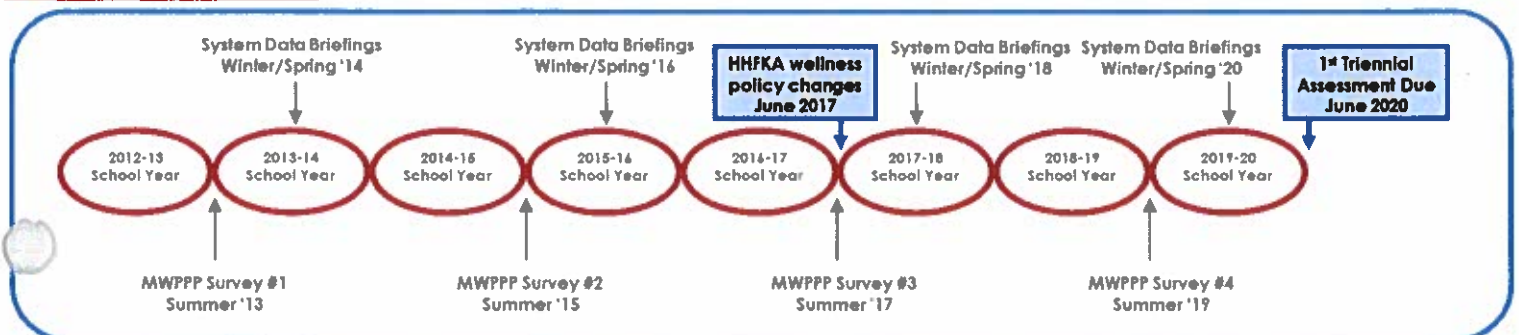 System Data Briefings
Winter/Spring '14
System Data Briefings
Winter/Spring '16
HHFKA wellness
policy changes
June 2017
System Data Briefings
Winter/Spring '18
System Data Briefings
Winter/Spring '20
1st Triennial
Assessment Due
June 2020
2012-13
School Year
2013-14
School Year
2014-15
School Year
2015-16
School Year
2016-17
School Year
2017-18
School Year
2018-19
School Year
2019-20
School Year
MWPPP Survey #1
Summer '13
MWPPP Survey #2
Summer '15
MWPPP Survey #3
Summer '17
MWPPP Survey #4
Summer '19